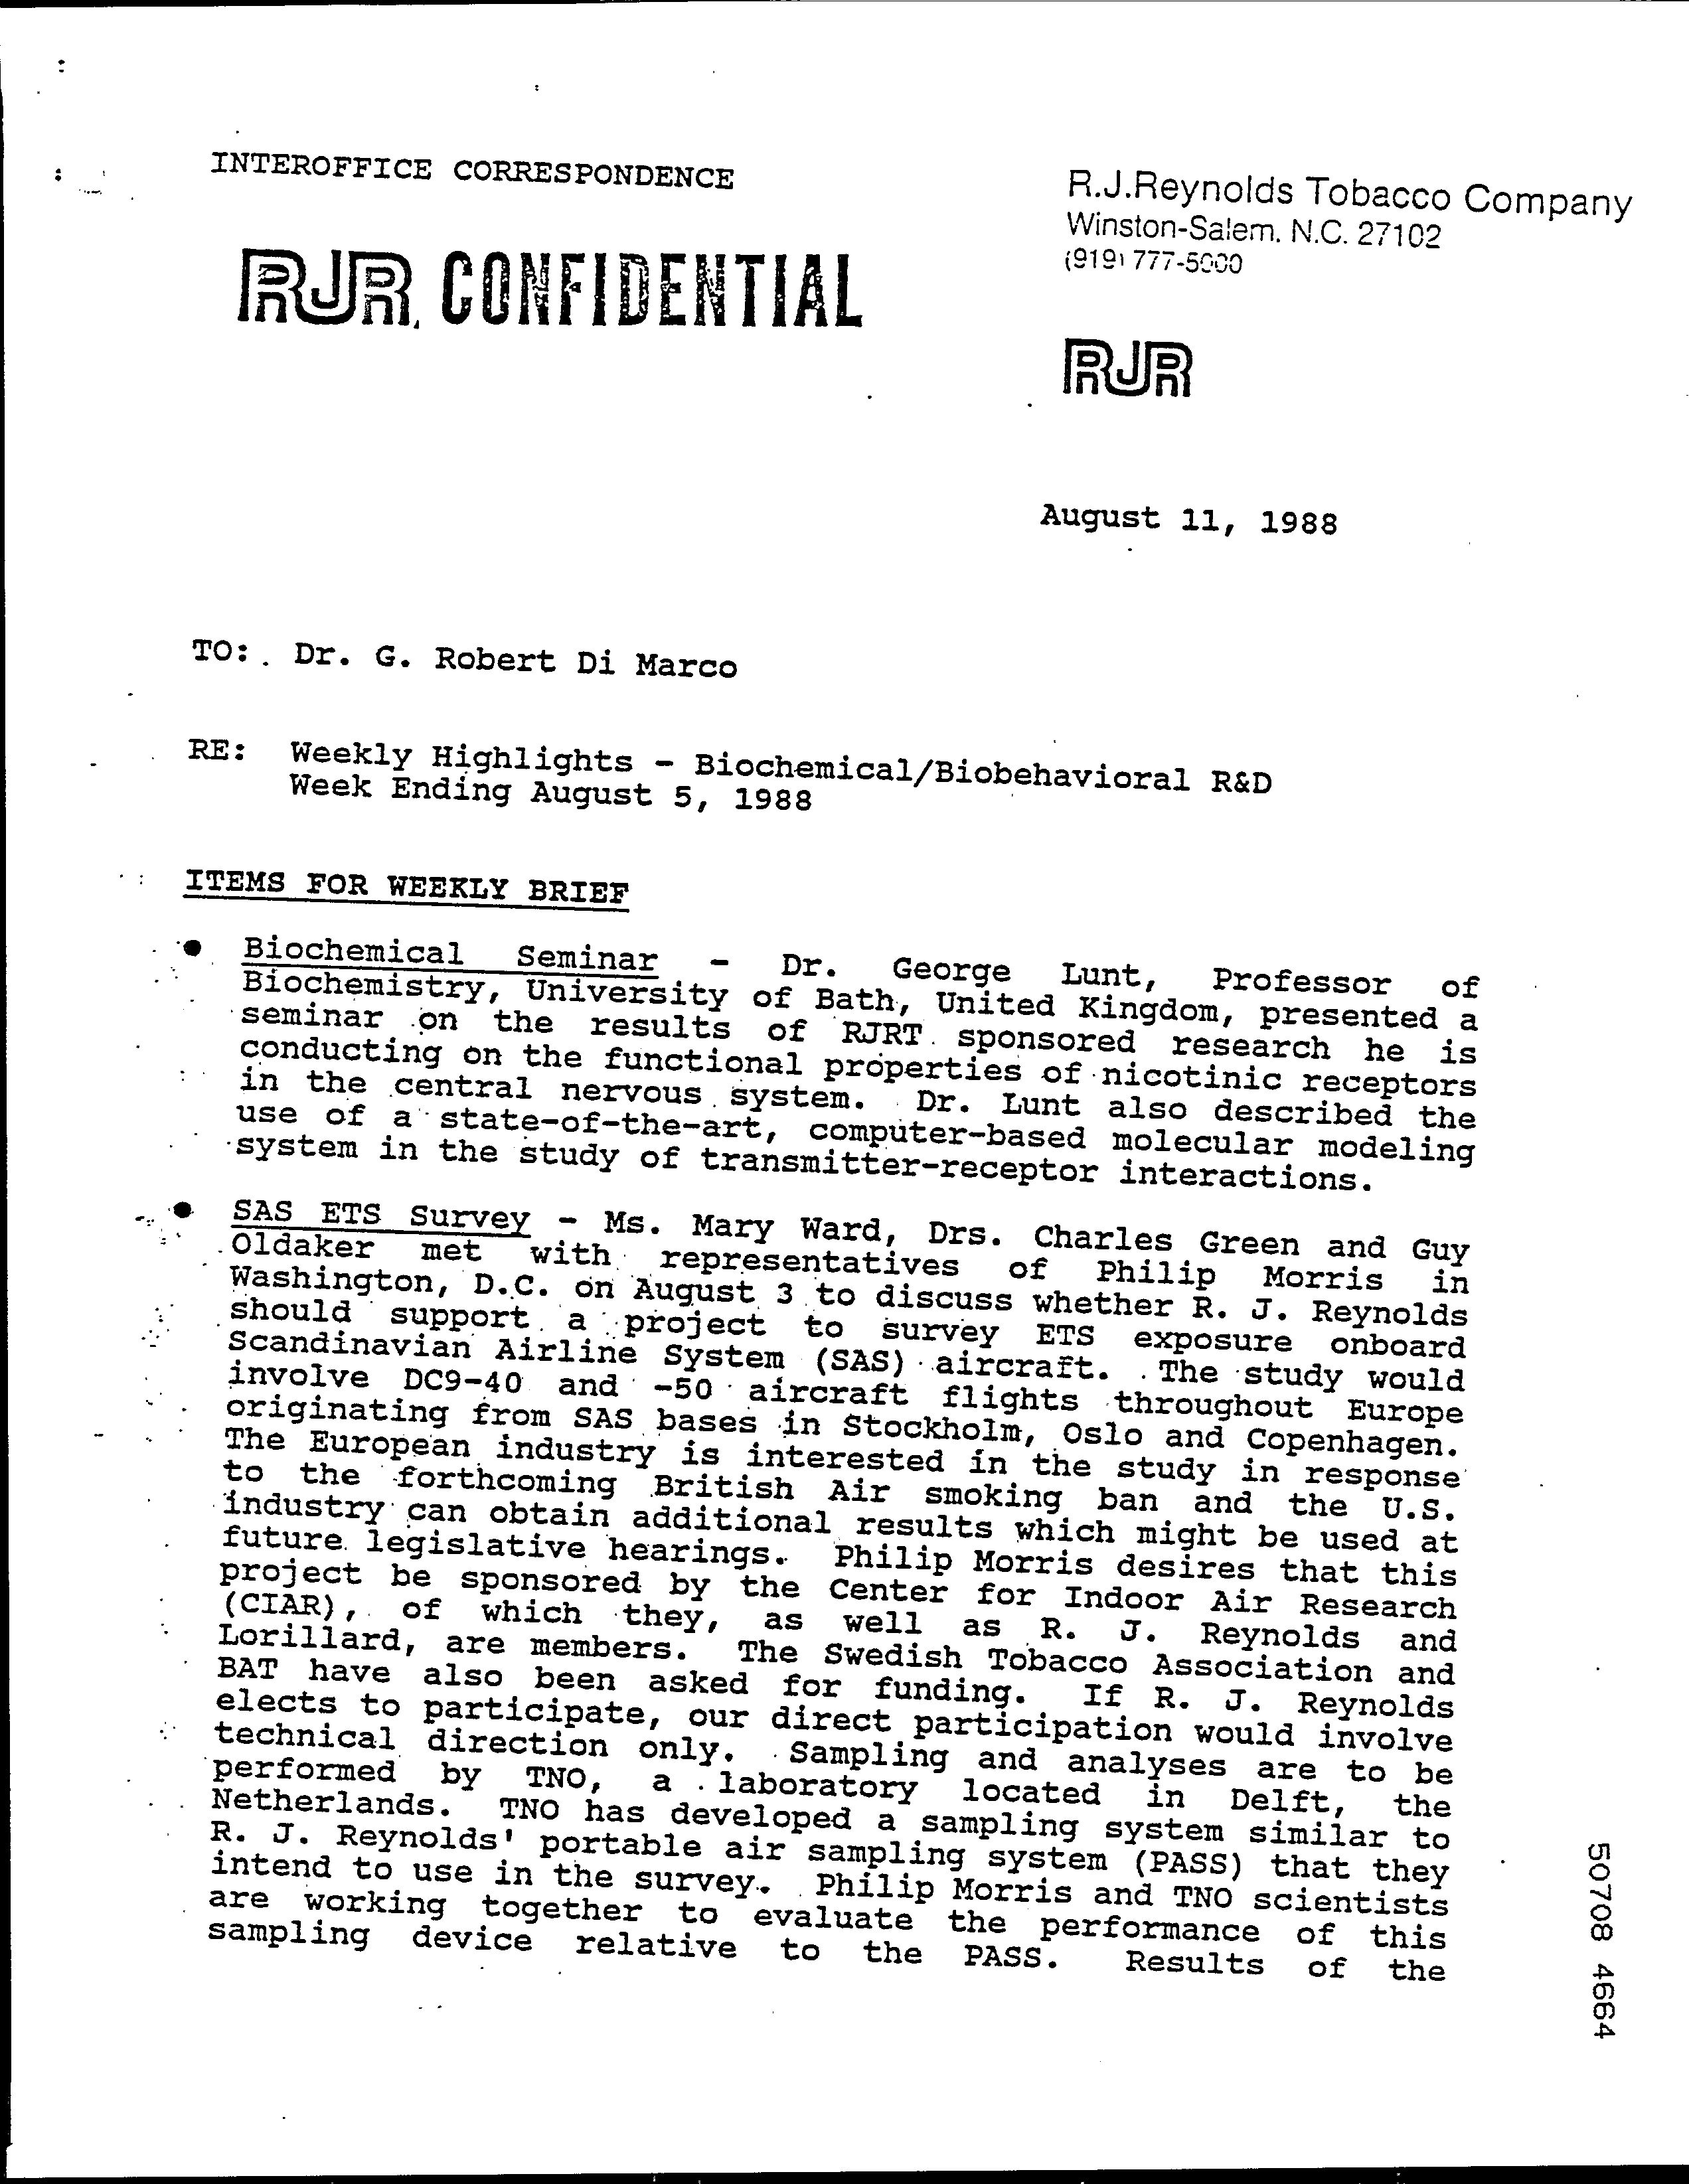 INTEROFFICE CORRESPONDENCE
R.J.Reynolds Tobacco Company
Winston-Salem, N.C. 27102
(919) 777-5000
RJR CONFIDENTIAL
RJR
August 11, 1988
TO: Dr. G. Robert Di Marco
RE: Weekly Highlights - Biochemical/Biobehavioral R&D
Week Ending August 5, 1988
ITEMS FOR WEEKLY BRIEF
• Biochemical Seminar - Dr. George Lunt, Professor of
Biochemistry, University of Bath, United Kingdom, presented a
seminar on the results of RJRT sponsored research he is
conducting on the functional properties of nicotinic receptors
in the central nervous system. Dr. Lunt also described the
use of a state-of-the-art, computer-based molecular modeling
system in the study of transmitter-receptor interactions.
• SAS ETS Survey - Ms. Mary Ward, Drs. Charles Green and Guy
Oldaker met with representatives of Philip Morris in
Washington, D.C. on August 3 to discuss whether R. J. Reynolds
should support a project to survey ETS exposure onboard
Scandinavian Airline System (SAS) aircraft. The study would
involve DC9-40 and -50 aircraft flights throughout Europe
originating from SAS bases in Stockholm, Oslo and Copenhagen.
The European industry is interested in the study in response
to the forthcoming British Air smoking ban and the U.S.
industry can obtain additional results which might be used at
future legislative hearings. Philip Morris desires that this
project be sponsored by the Center for Indoor Air Research
(CIAR), of which they, as well as R. J. Reynolds and
Lorillard, are members. The Swedish Tobacco Association and
BAT have also been asked for funding. If R. J. Reynolds
elects to participate, our direct participation would involve
technical direction only. Sampling and analyses are to be
performed by TNO, a laboratory located in Delft, the
Netherlands. TNO has developed a sampling system similar to
R. J. Reynolds' portable air sampling system (PASS) that they
intend to use in the survey. Philip Morris and TNO scientists
are working together to evaluate the performance of this
sampling device relative to the PASS. Results of the
50708 4664